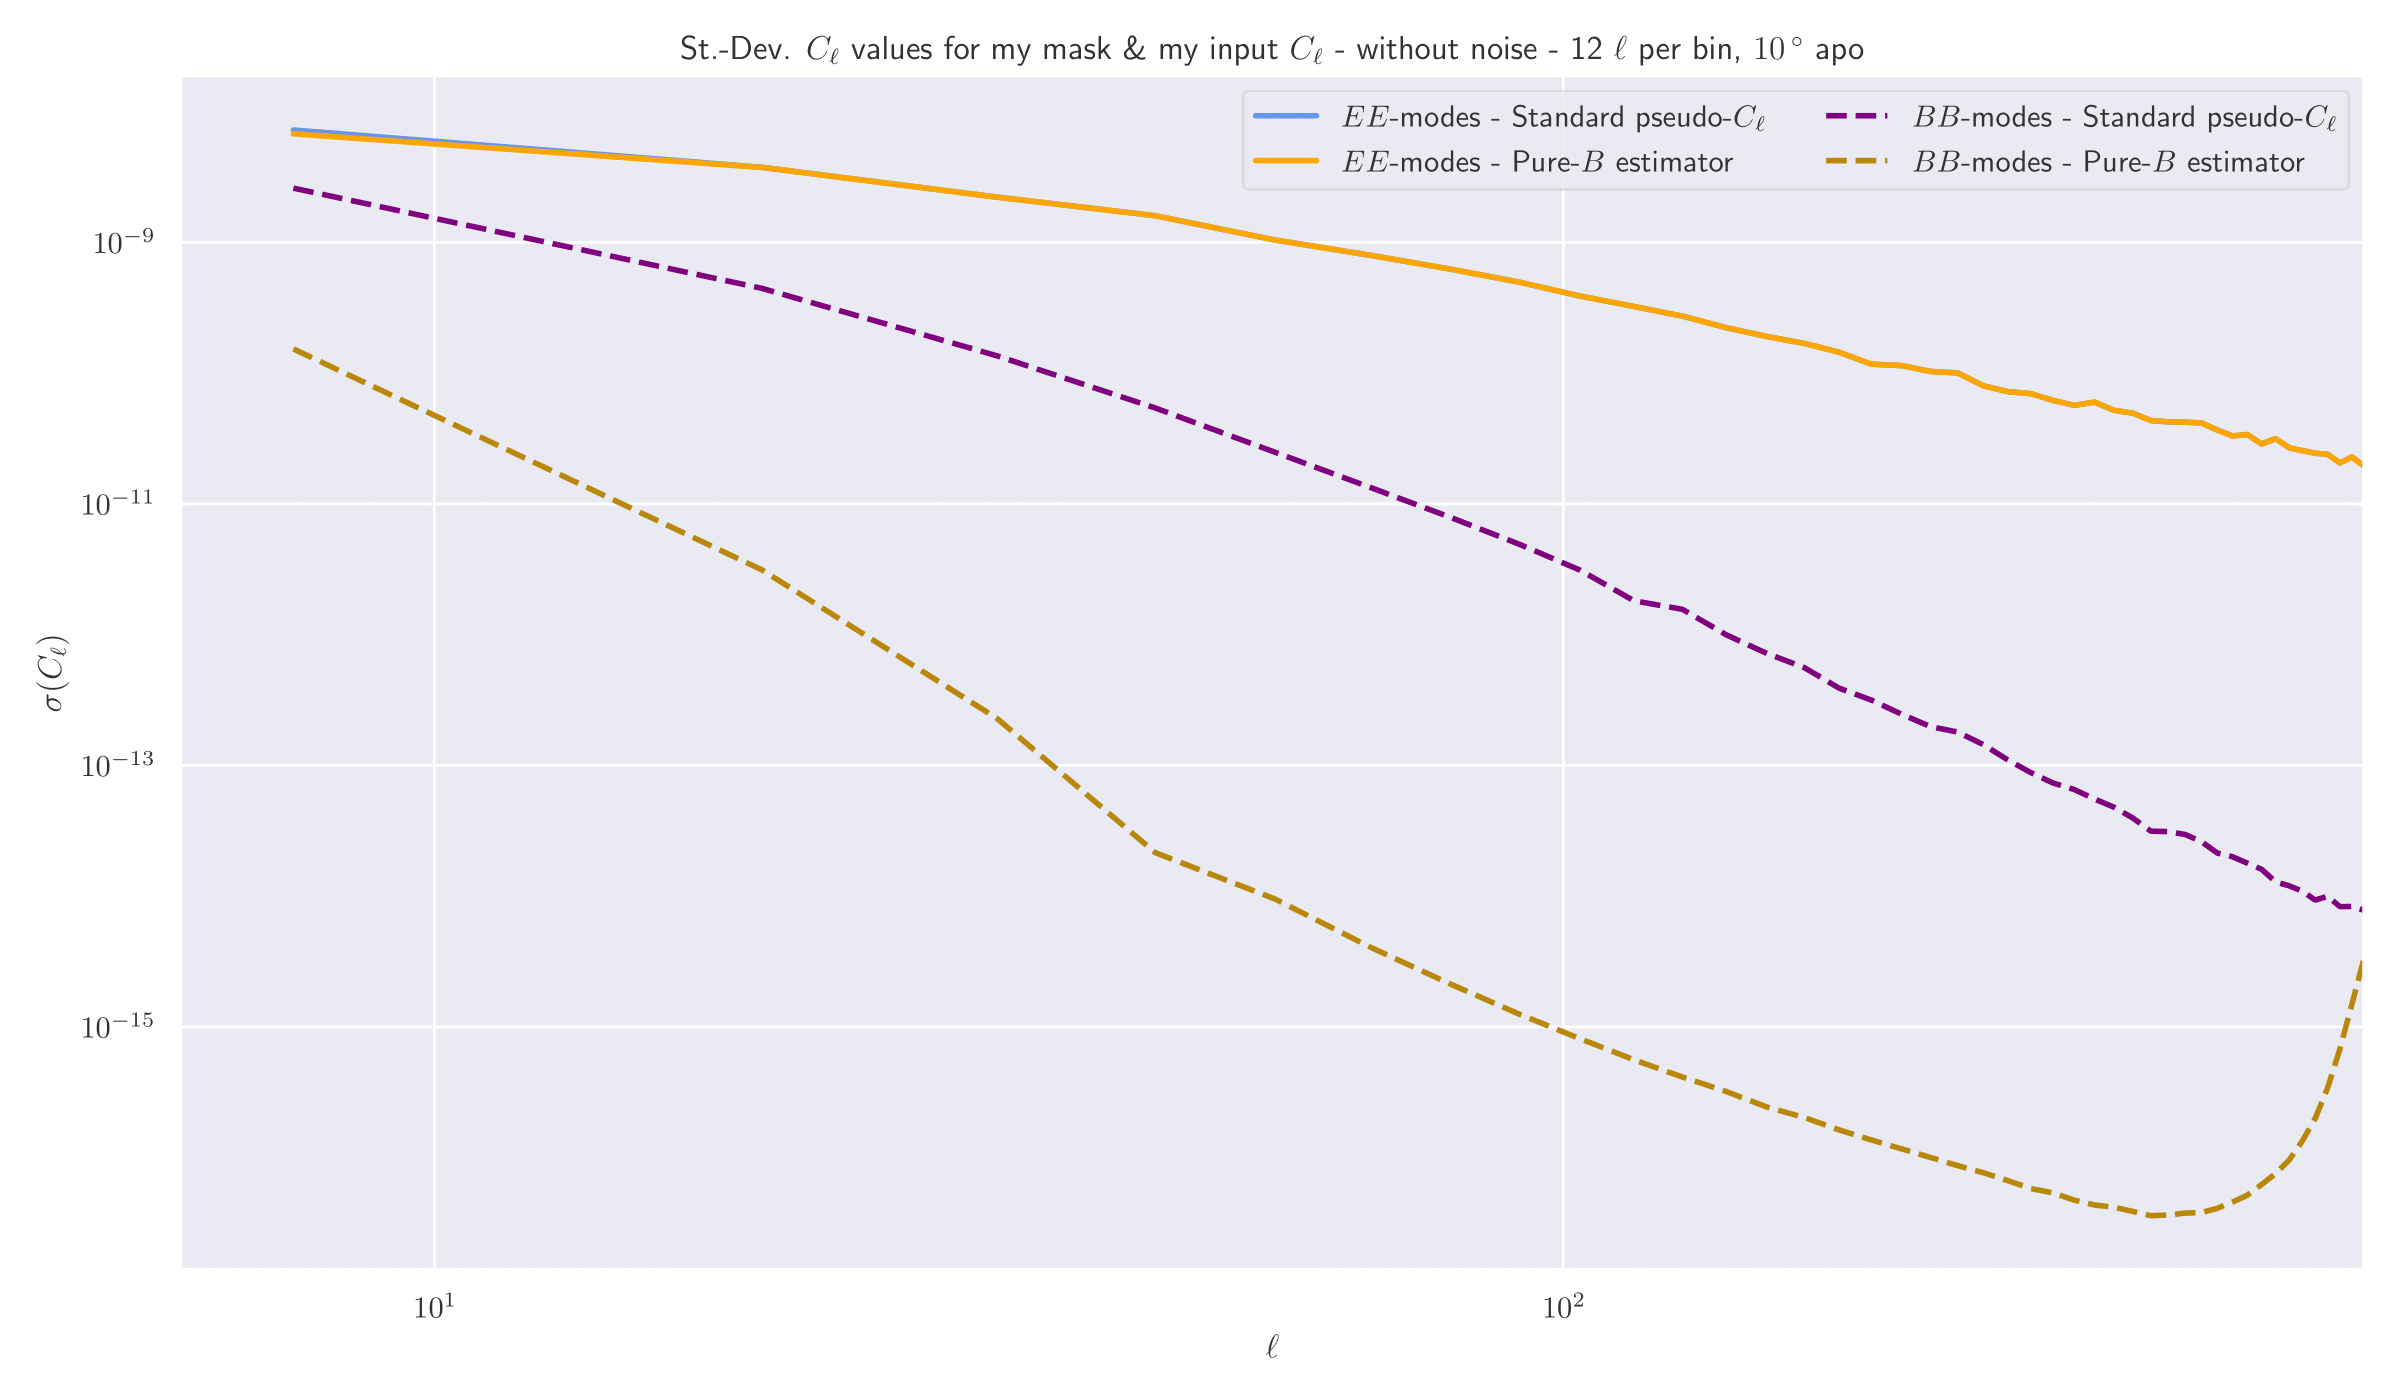 St.-Dev. $C_\ell$ values for my mask & my input $C_\ell$ - without noise - 12 $\ell$ per bin, $10^\circ$ apo
$EE$-modes - Standard pseudo-$C_\ell$
$EE$-modes - Pure-$B$ estimator
$BB$-modes - Standard pseudo-$C_\ell$
$BB$-modes - Pure-$B$ estimator
$\sigma(C_\ell)$
$10^{-9}$
$10^{-11}$
$10^{-13}$
$10^{-15}$
$10^1$ $10^2$
$\ell$